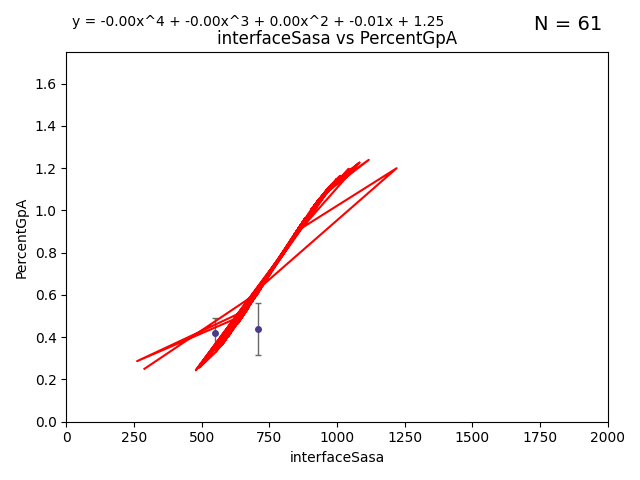 y = -0.00x^4 + -0.00x^3 + 0.00x^2 + -0.01x + 1.25
N = 61
interfaceSasa vs PercentGpA
PercentGpA
1.6
1.4
1.2
1.0
0.8
0.6
0.4
0.2
0.0
0 250 500 750 1000 1250 1500 1750 2000
interfaceSasa